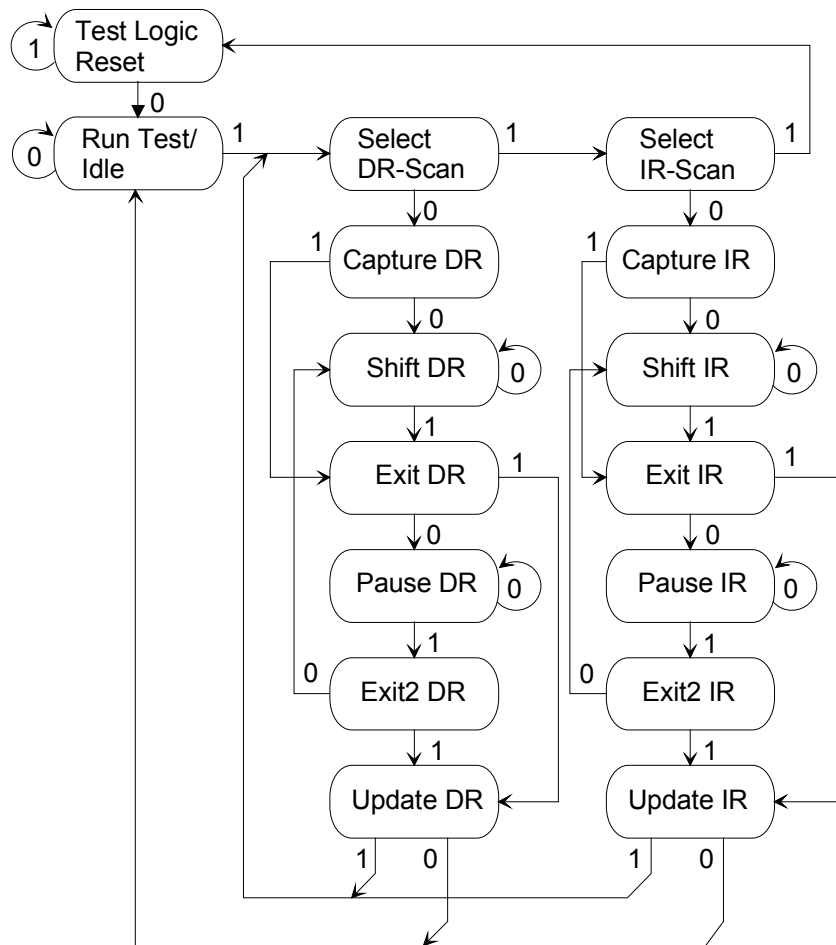 Test Logic
Reset
1
0
Run Test/
Idle
0
1
Select
DR-Scan
1
Select
IR-Scan
1
0
0
1
Capture DR
1
Capture IR
0
0
Shift DR
0
Shift IR
0
1
1
Exit DR
1
Exit IR
1
0
0
Pause DR
0
Pause IR
0
1
1
0
Exit2 DR
0
Exit2 IR
1
1
Update DR
Update IR
1
0
1
0